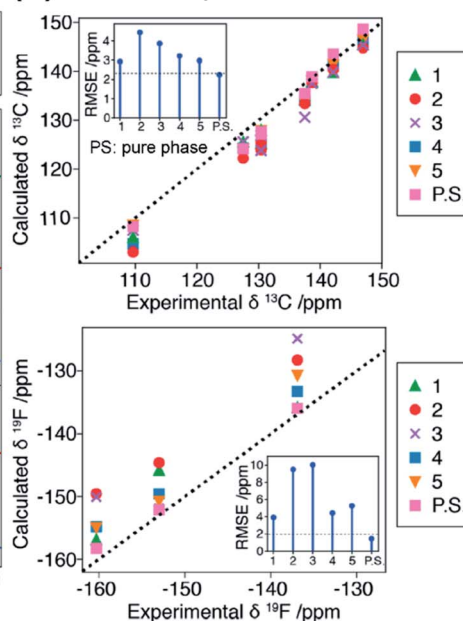 150
140
130
120
110
Calculated δ ¹³C /ppm
4
3
2
1
0
RMSE /ppm
1 2 3 4 5 P.S.
PS: pure phase
110 120 130 140 150
Experimental δ ¹³C /ppm
1
2
3
4
5
P.S.
-130
-140
-150
-160
Calculated δ ¹⁹F /ppm
10
8
6
4
2
0
RMSE /ppm
1 2 3 4 5 P.S.
-160 -150 -140 -130
Experimental δ ¹⁹F /ppm
1
2
3
4
5
P.S.